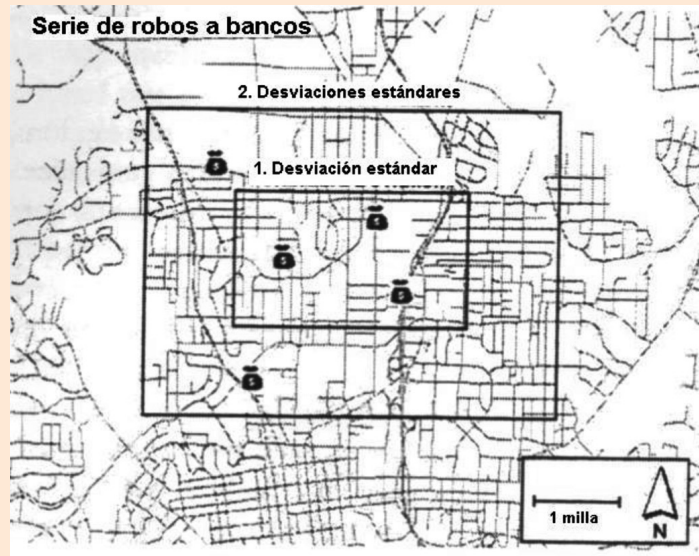 Serie de robos a bancos
2. Desviaciones estándares
1. Desviación estándar
1 milla
N